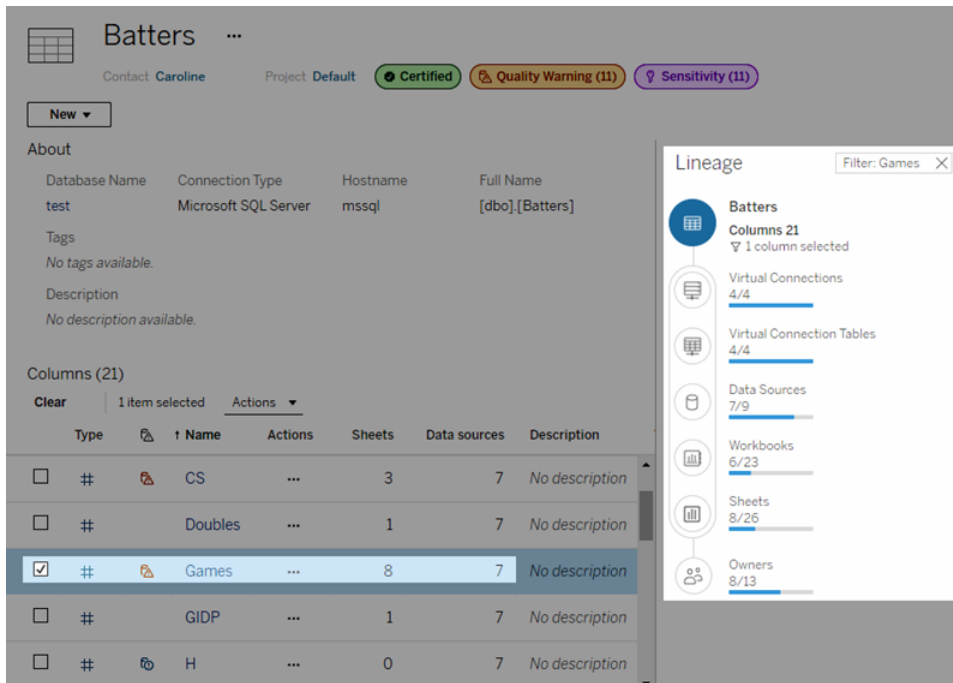 Batters ...
Contact Caroline Project Default Certified Quality Warning (11) Sensitivity (11)
New
About
Database Name Connection Type Hostname Full Name
test Microsoft SQL Server mssql [dbo].[Batters]
Tags
No tags available.
Description
No description available.
Columns (21)
Clear 1 item selected Actions
Type ↑ Name Actions Sheets Data sources Description
# CS ... 3 7 No description
# Doubles ... 1 7 No description
# Games ... 8 7 No description
# GIDP ... 1 7 No description
# H ... 0 7 No description
Lineage Filter: Games X
Batters
Columns 21
1 column selected
Virtual Connections
4/4
Virtual Connection Tables
4/4
Data Sources
7/9
Workbooks
6/23
Sheets
8/26
Owners
8/13